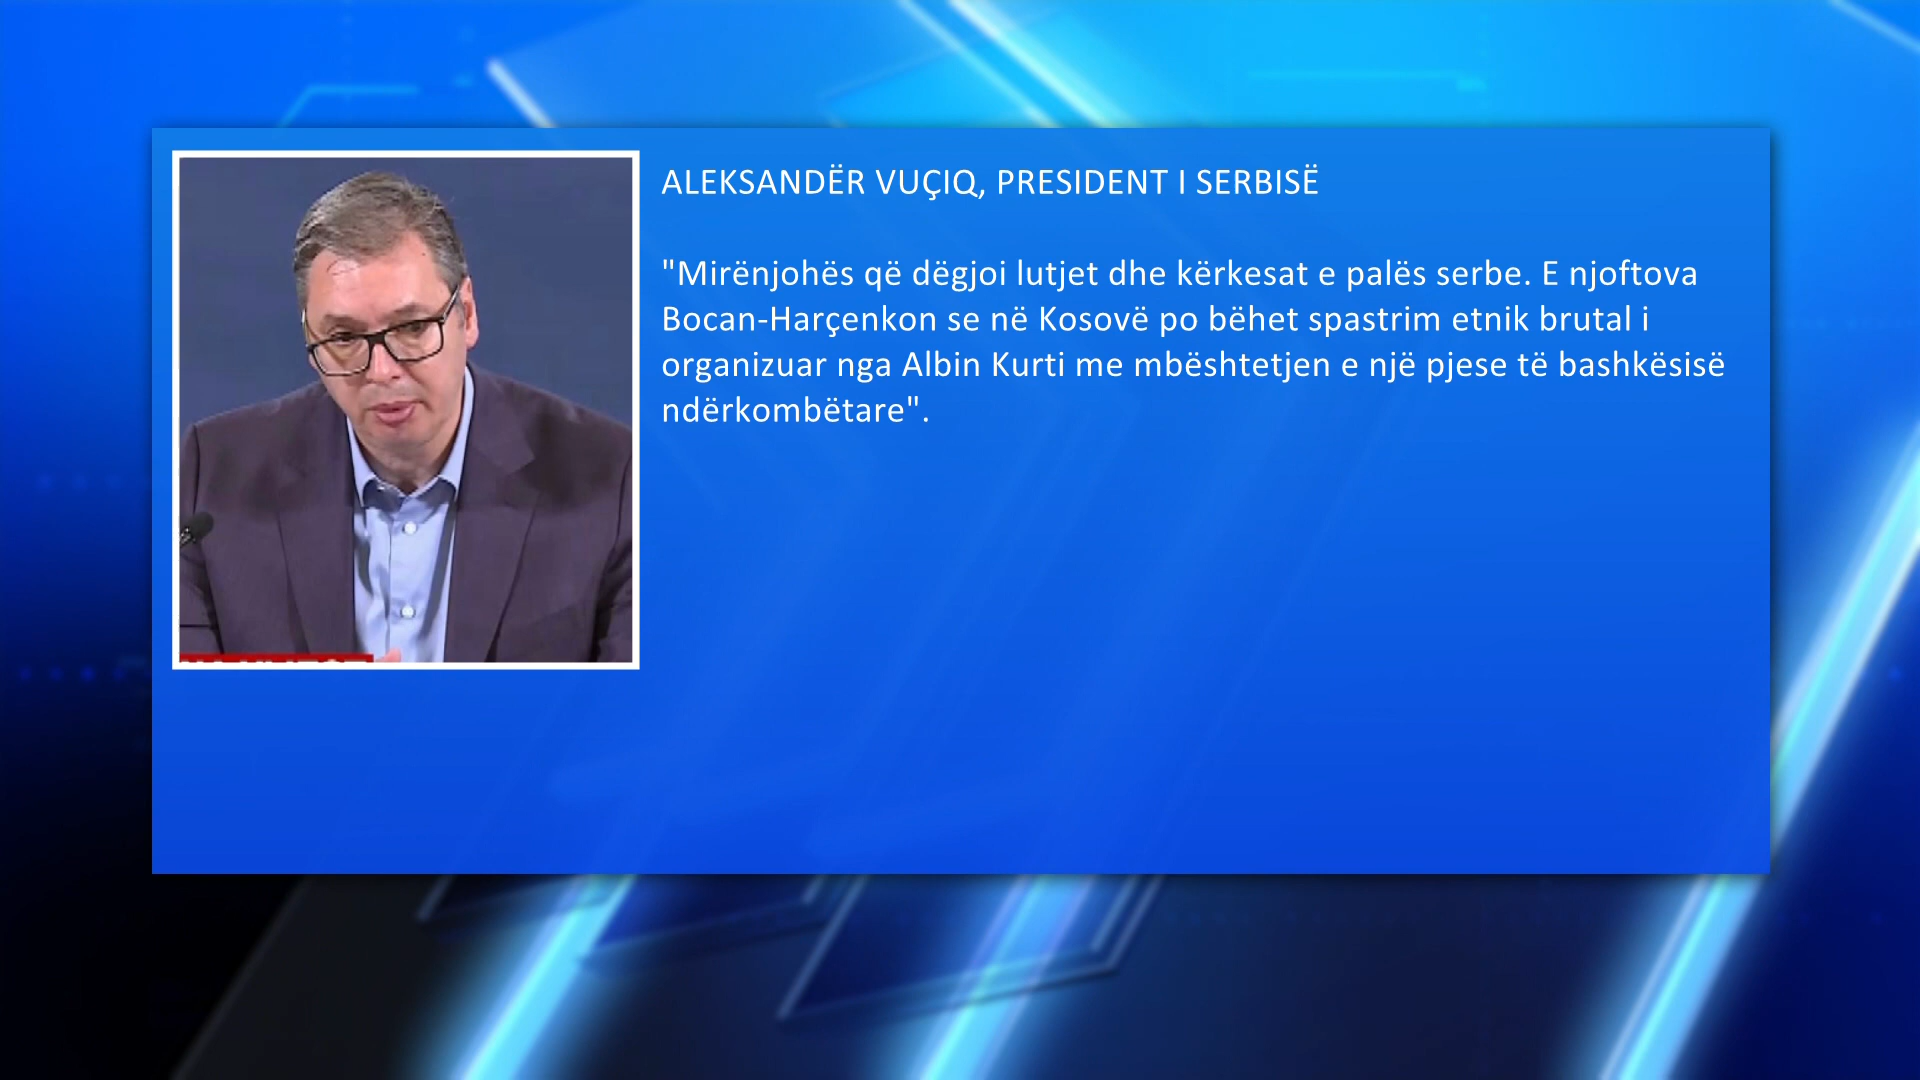 ALEKSANDËR VUÇIQ, PRESIDENT I SERBISË
"Mirënjohës që dëgjoi lutjet dhe kërkesat e palës serbe. E njoftova
Bocan-Harçenkon se në Kosovë po bëhet spastrim etnik brutal i
organizuar nga Albin Kurti me mbështetjen e një pjese të bashkësisë
ndërkombëtare".